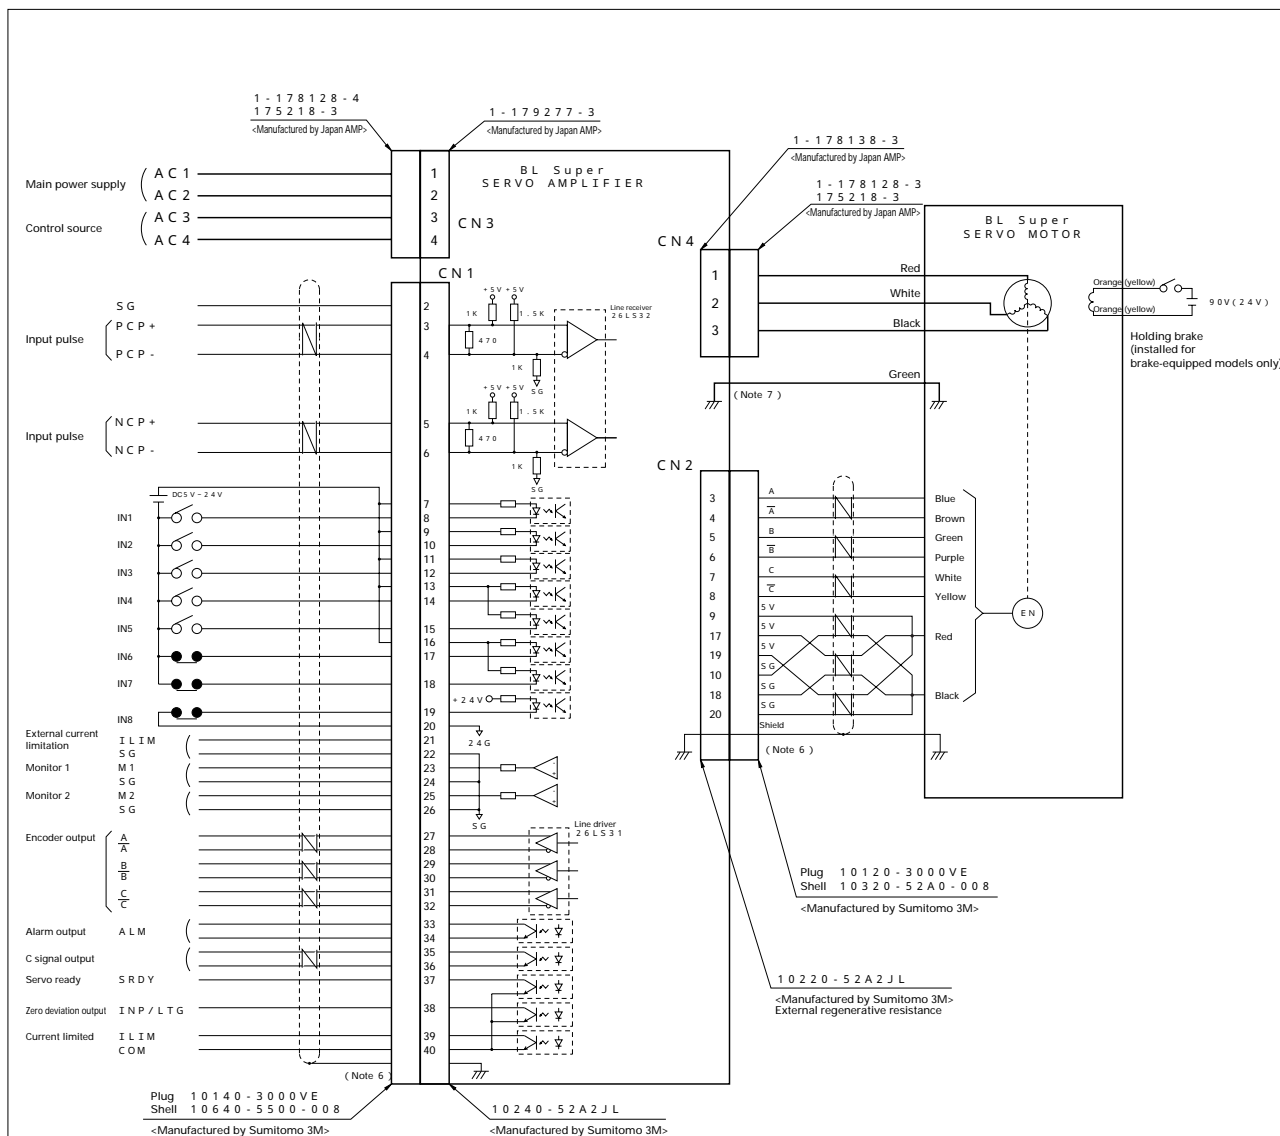 1-178128-4
175218-3
<Manufactured by Japan AMP>
1-179277-3
<Manufactured by Japan AMP>
1-178138-3
<Manufactured by Japan AMP>
1-178128-3
175218-3
<Manufactured by Japan AMP>
BL Super
SERVO AMPLIFIER
BL Super
SERVO MOTOR
Main power supply
AC1
AC2
Control source
AC3
AC4
1
2
3
4
CN3
CN4
1
2
3
Red
White
Black
Green
(Note 7)
Orange (yellow)
Orange (yellow)
90V(24V)
Holding brake
(installed for
brake-equipped models only)
CN1
SG
Input pulse
PCP+
PCP-
2
3
4
+5V +5V
1K
1.5K
470
1K
SG
Line receiver
26LS32
Input pulse
NCP+
NCP-
5
6
+5V +5V
1K
1.5K
470
1K
SG
DC5V-24V
IN1
IN2
IN3
IN4
IN5
IN6
IN7
IN8
7
8
9
10
11
12
13
14
15
16
17
18
19
20
+24V
24G
External current
limitation
ILIM
SG
Monitor 1
M1
SG
Monitor 2
M2
SG
21
22
23
24
25
26
-
+
-
+
SG
Encoder output
A
A̅
B
B̅
C
C̅
27
28
29
30
31
32
Line driver
26LS31
Alarm output
ALM
C signal output
Servo ready
SRDY
Zero deviation output
INP/LTG
Current limited
ILIM
COM
33
34
35
36
37
38
39
40
(Note 6)
Plug 10140-3000VE
Shell 10640-5500-008
<Manufactured by Sumitomo 3M>
10240-52A2JL
<Manufactured by Sumitomo 3M>
CN2
3
4
5
6
7
8
9
17
19
10
18
20
A
A̅
B
B̅
C
C̅
5V
5V
5V
SG
SG
SG
Shield
Blue
Brown
Green
Purple
White
Yellow
Red
Black
EN
(Note 6)
Plug 10120-3000VE
Shell 10320-52A0-008
<Manufactured by Sumitomo 3M>
10220-52A2JL
<Manufactured by Sumitomo 3M>
External regenerative resistance